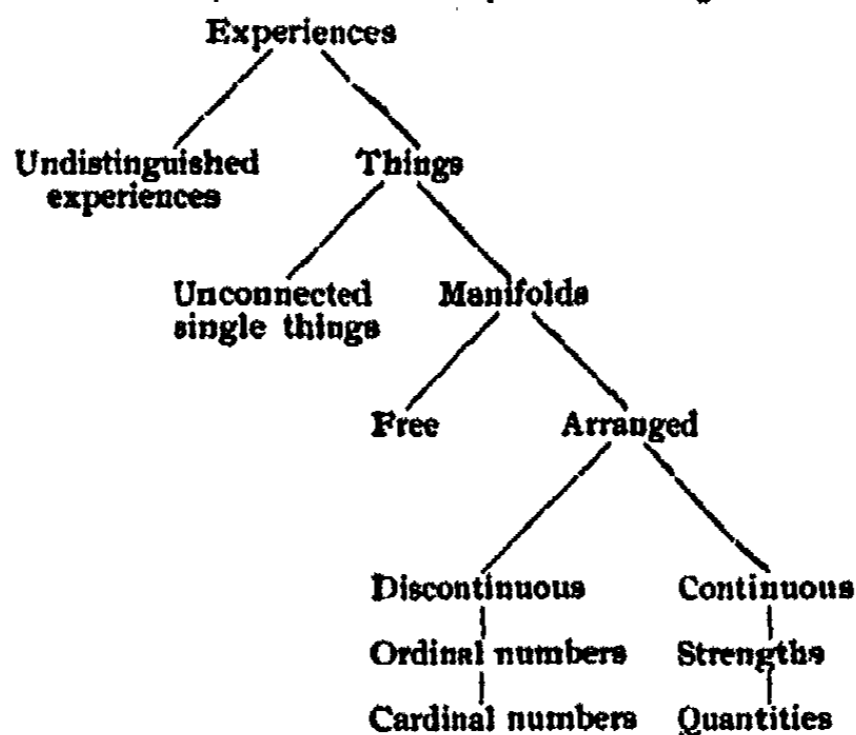 Experiences
Undistinguished Things
experiences
Unconnected Manifolds
single things
Free Arranged
Discontinuous Continuous
Ordinal numbers Strengths
Cardinal numbers Quantities